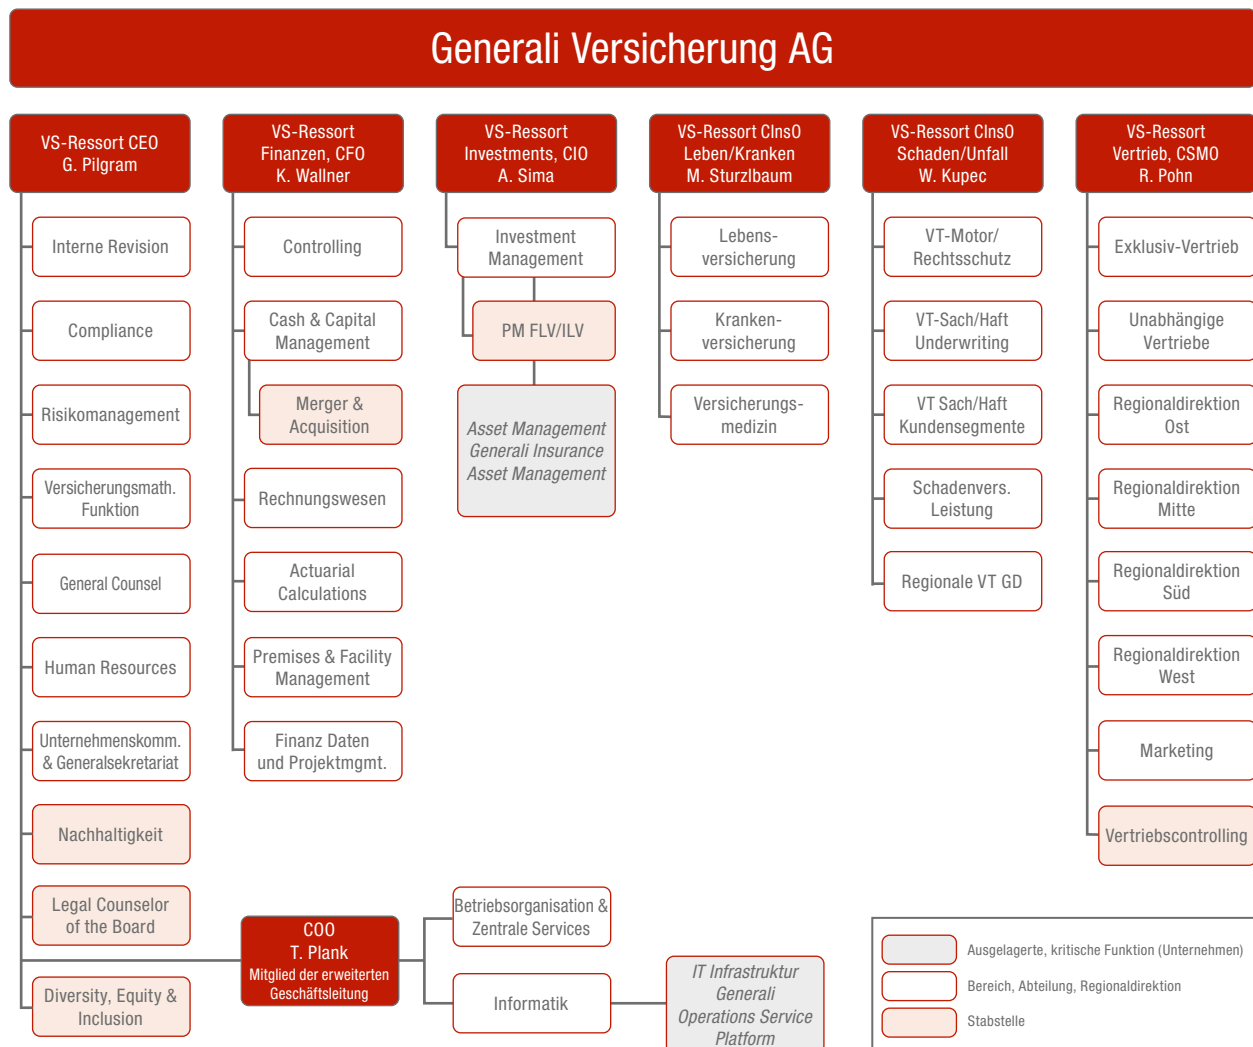 Generali Versicherung AG
VS-Ressort CEO
G. Pilgram
Interne Revision
Compliance
Risikomanagement
Versicherungsmath.
Funktion
General Counsel
Human Resources
Unternehmenskomm.
& Generalsekretariat
Nachhaltigkeit
Legal Counselor
of the Board
Diversity, Equity &
Inclusion
VS-Ressort
Finanzen, CFO
K. Wallner
Controlling
Cash & Capital
Management
Merger &
Acquisition
Rechnungswesen
Actuarial
Calculations
Premises & Facility
Management
Finanz Daten
und Projektmgmt.
VS-Ressort
Investments, CIO
A. Sima
Investment
Management
PM FLV/ILV
Asset Management
Generali Insurance
Asset Management
VS-Ressort CInsO
Leben/Kranken
M. Sturzlbaum
Lebens-
versicherung
Kranken-
versicherung
Versicherungs-
medizin
VS-Ressort CInsO
Schaden/Unfall
W. Kupec
VT-Motor/
Rechtsschutz
VT-Sach/Haft
Underwriting
VT Sach/Haft
Kundensegmente
Schadenvers.
Leistung
Regionale VT GD
VS-Ressort
Vertrieb, CSMO
R. Pohn
Exklusiv-Vertrieb
Unabhängige
Vertriebe
Regionaldirektion
Ost
Regionaldirektion
Mitte
Regionaldirektion
Süd
Regionaldirektion
West
Marketing
Vertriebscontrolling
COO
T. Plank
Mitglied der erweiterten
Geschäftsleitung
Betriebsorganisation &
Zentrale Services
Informatik
IT Infrastruktur
Generali
Operations Service
Platform
Ausgelagerte, kritische Funktion (Unternehmen)
Bereich, Abteilung, Regionaldirektion
Stabstelle